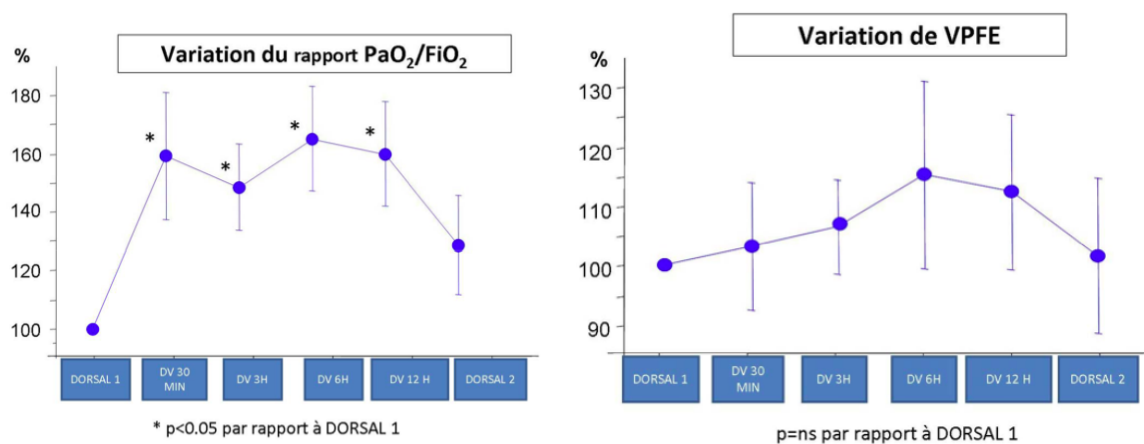 Variation du rapport PaO₂/FiO₂
%
180
160
140
120
100
*
*
*
*
DORSAL 1
DV 30 MIN
DV 3H
DV 6H
DV 12 H
DORSAL 2
* p<0.05 par rapport à DORSAL 1
Variation de VPFE
%
130
120
110
100
90
DORSAL 1
DV 30 MIN
DV 3H
DV 6H
DV 12 H
DORSAL 2
p=ns par rapport à DORSAL 1